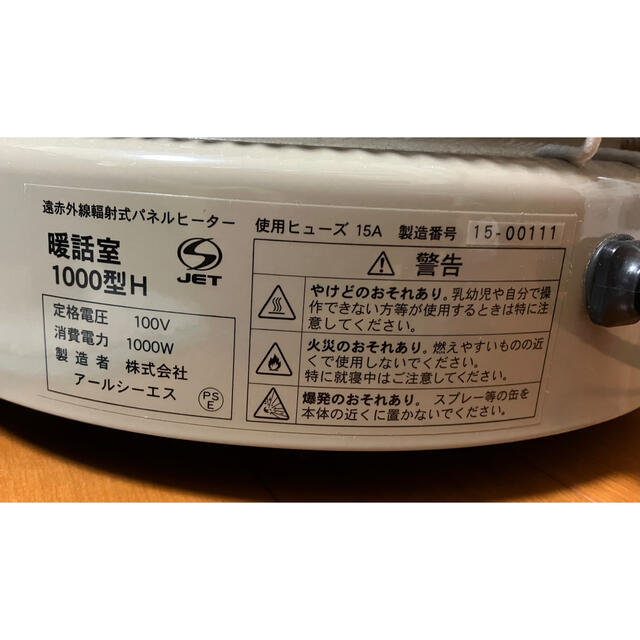 遠赤外線輻射式パネルヒーター
暖話室
1000型H
JET
定格電圧 100V
消費電力 1000W
製造者 株式会社
アールシーエス
PS
E
使用ヒューズ 15A 製造番号 15-00111
警告
やけどのおそれあり。乳幼児や自分で操
作できない方等が使用するときは特に注
意してください。
火災のおそれあり。燃えやすいものの近
くで使用しないでください。
特に就寝中はご注意してください。
爆発のおそれあり。スプレー等の缶を
本体の近くに置かないでください。